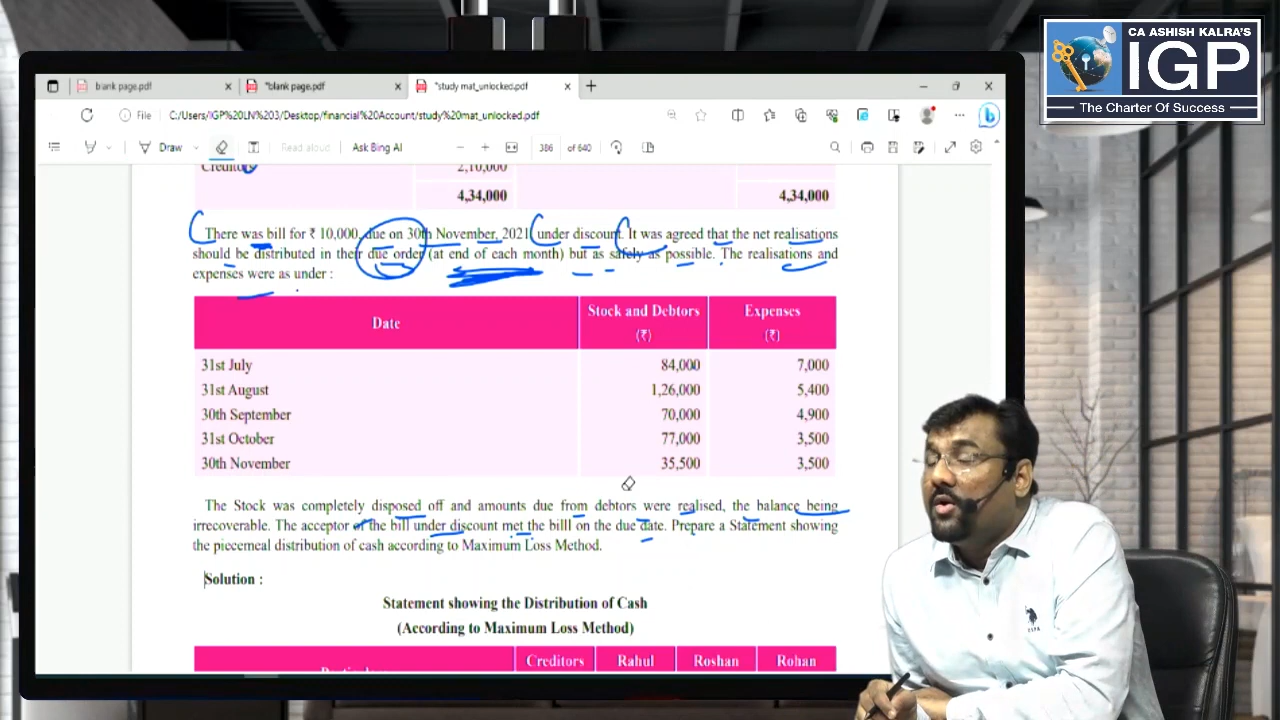 CA ASHISH KALRA'S
IGP
The Charter Of Success
blank page.pdf
*blank page.pdf
*study mat_unlocked.pdf
File
C:/Users/IGP%20LN%203/Desktop/financial%20Account/study%20mat_unlocked.pdf
Draw
Read aloud
Ask Bing AI
386 of 640
Creditors 2,10,000
4,34,000 4,34,000
There was bill for ₹ 10,000, due on 30th November, 2021 under discount. It was agreed that the net realisations
should be distributed in their due order (at end of each month) but as safely as possible. The realisations and
expenses were as under :
Date Stock and Debtors (₹) Expenses (₹)
31st July 84,000 7,000
31st August 1,26,000 5,400
30th September 70,000 4,900
31st October 77,000 3,500
30th November 35,500 3,500
The Stock was completely disposed off and amounts due from debtors were realised, the balance being
irrecoverable. The acceptor of the bill under discount met the billl on the due date. Prepare a Statement showing
the piecemeal distribution of cash according to Maximum Loss Method.
Solution :
Statement showing the Distribution of Cash
(According to Maximum Loss Method)
Creditors Rahul Roshan Rohan